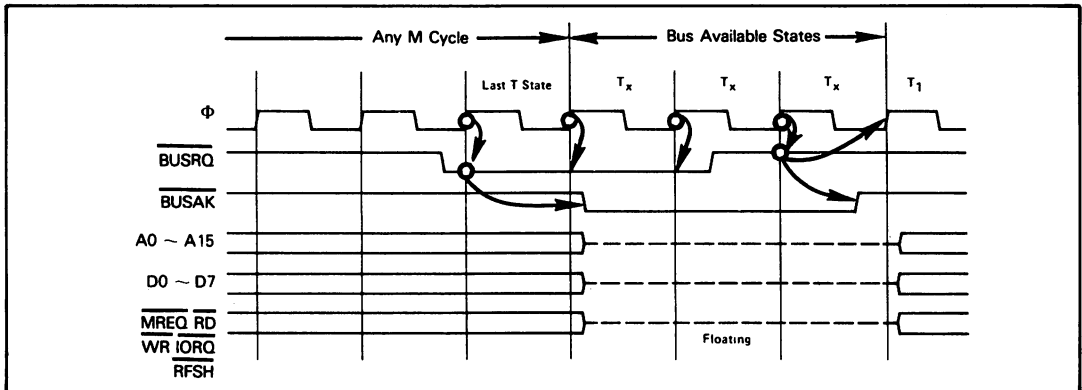 Any M Cycle Bus Available States
Last T State Tx Tx Tx T1
Φ
BUSRQ
BUSAK
A0 ~ A15
D0 ~ D7
MREQ RD
WR IORQ
Floating
RFSH